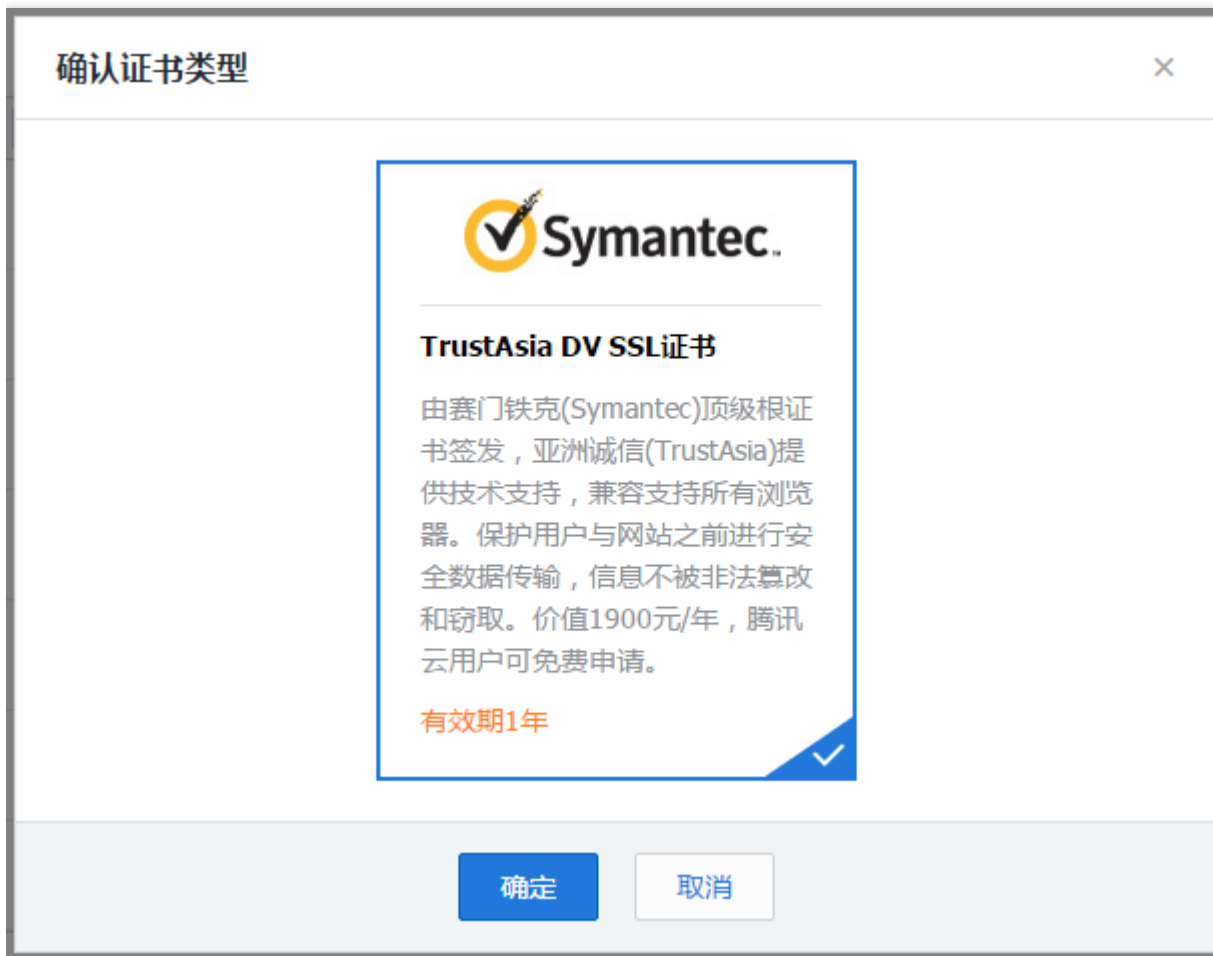 确认证书类型
Symantec.
TrustAsia DV SSL证书
由赛门铁克(Symantec)顶级根证
书签发，亚洲诚信(TrustAsia)提
供技术支持，兼容支持所有浏览
器。保护用户与网站之前进行安
全数据传输，信息不被非法篡改
和窃取。价值1900元/年，腾讯
云用户可免费申请。
有效期1年
确定
取消